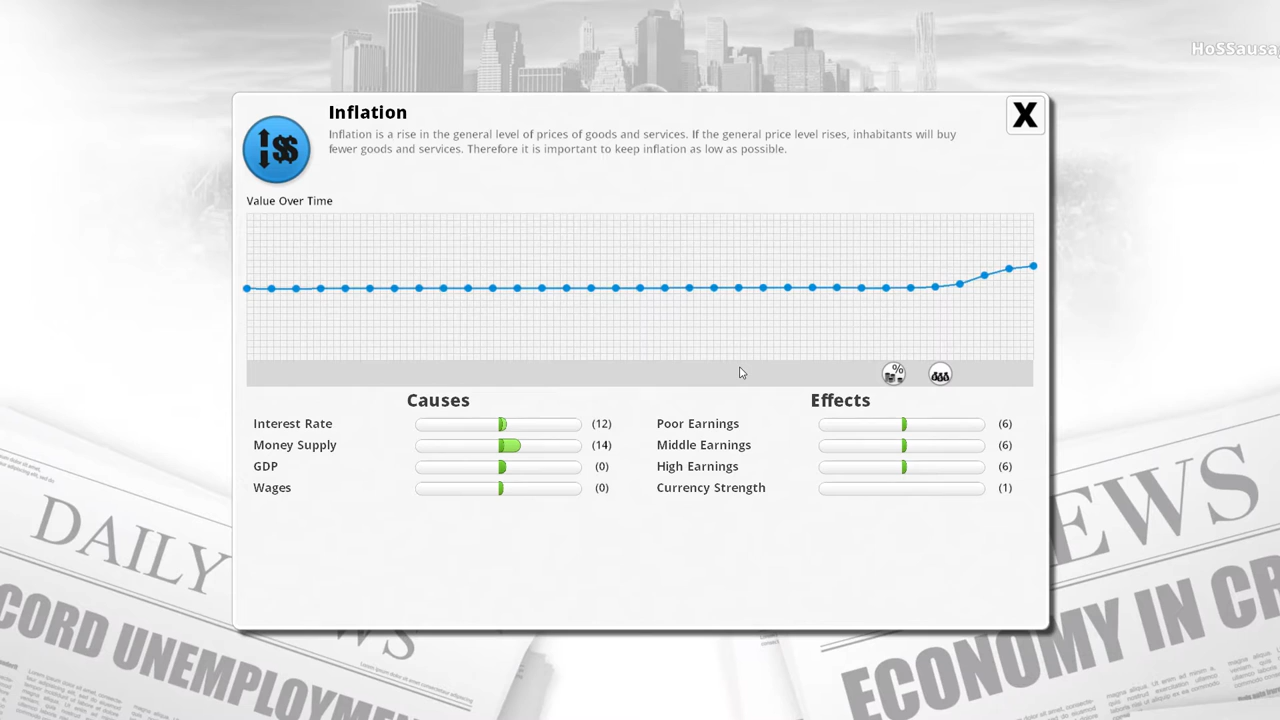 HoSSausa
Inflation
X
Inflation is a rise in the general level of prices of goods and services. If the general price level rises, inhabitants will buy
fewer goods and services. Therefore it is important to keep inflation as low as possible.
$$
Value Over Time
%
Causes
Effects
Interest Rate (12) Poor Earnings (6)
Money Supply (14) Middle Earnings (6)
GDP (0) High Earnings (6)
Wages (0) Currency Strength (1)
DAILY
WS
EWS
CORD UNEMPLOYMEN
ECONOMY IN CR